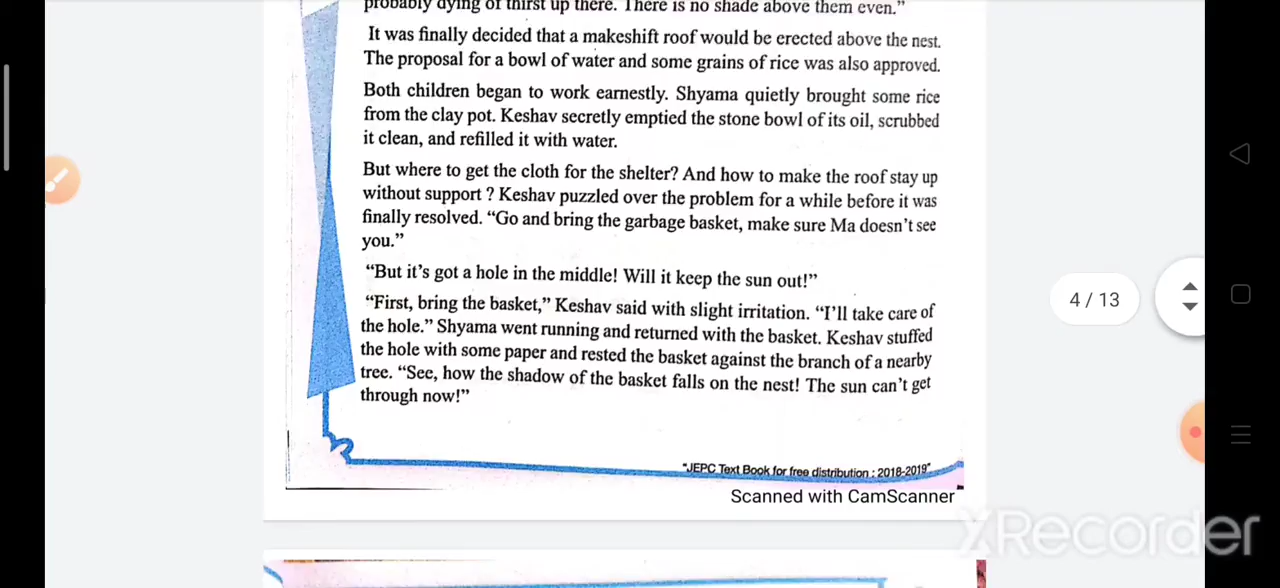 probably dying of thirst up there. There is no shade above them even."
It was finally decided that a makeshift roof would be erected above the nest.
The proposal for a bowl of water and some grains of rice was also approved.
Both children began to work earnestly. Shyama quietly brought some rice
from the clay pot. Keshav secretly emptied the stone bowl of its oil, scrubbed
it clean, and refilled it with water.
But where to get the cloth for the shelter? And how to make the roof stay up
without support ? Keshav puzzled over the problem for a while before it was
finally resolved. “Go and bring the garbage basket, make sure Ma doesn't see
you.”
“But it's got a hole in the middle! Will it keep the sun out!”
“First, bring the basket,” Keshav said with slight irritation. “I'll take care of
the hole.” Shyama went running and returned with the basket. Keshav stuffed
the hole with some paper and rested the basket against the branch of a nearby
tree. “See, how the shadow of the basket falls on the nest! The sun can't get
through now!”
"JEPC Text Book for free distribution : 2018-2019"
Scanned with CamScanner
4 / 13
XRecorder